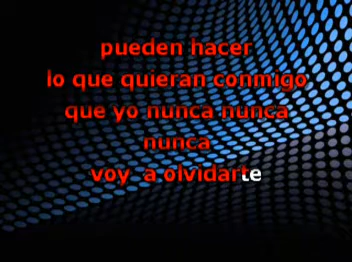 pueden hacer
lo que quieran conmigo
que yo nunca nunca
nunca
voy a olvidarte